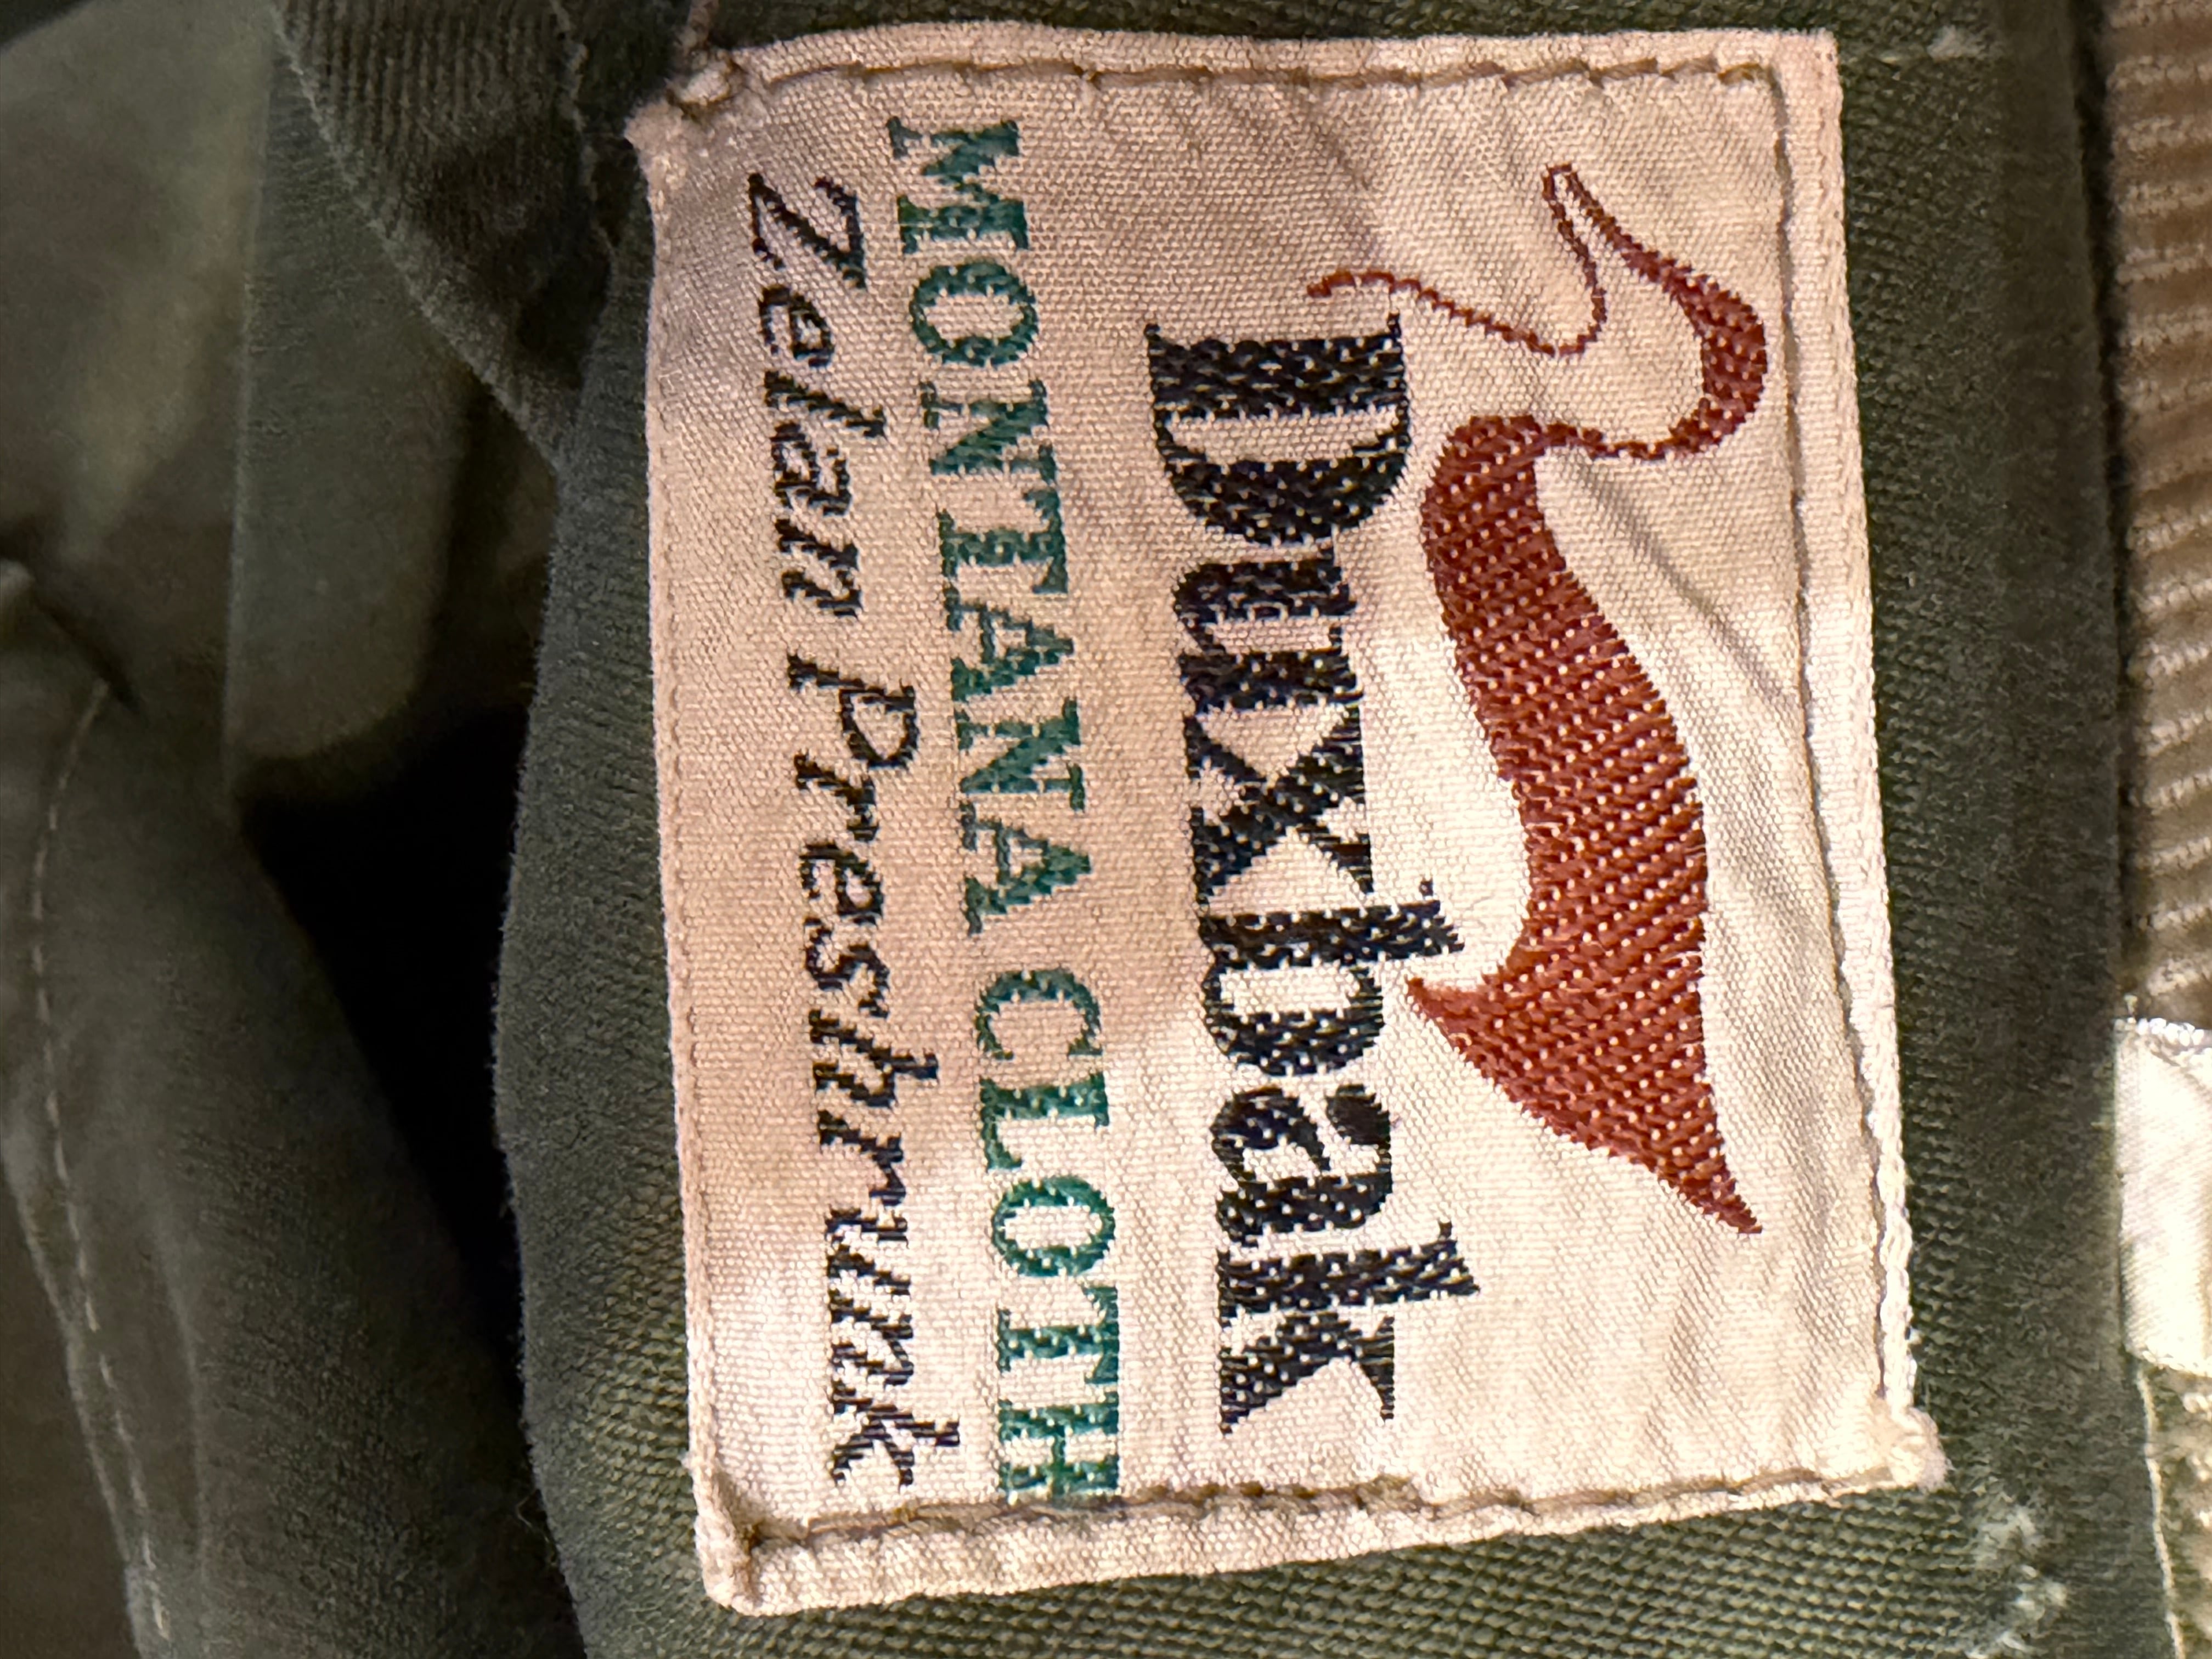 Duxbak
MONTANA CLOTH
Zelan Preshrunk